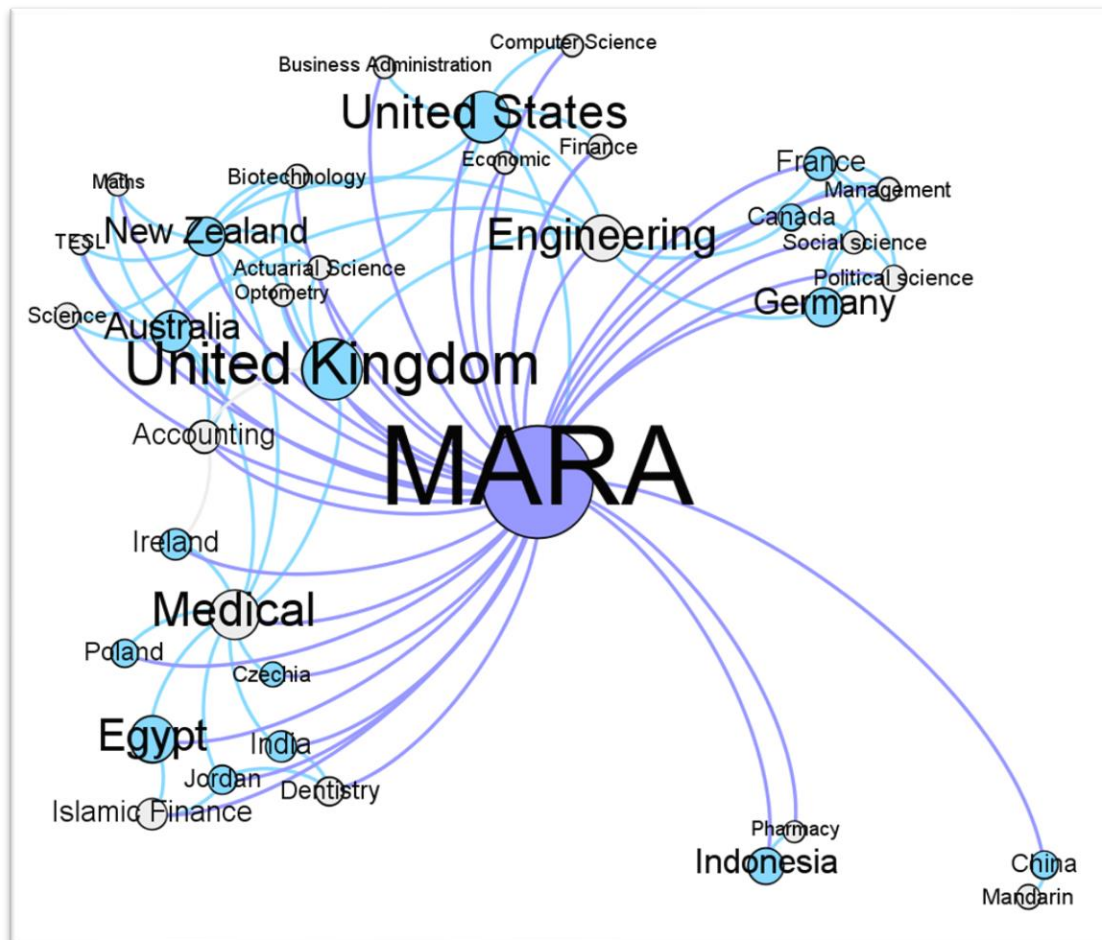 Computer Science
Business Administration
United States
Economic
Finance
France
Management
Maths
Biotechnology
Canada
TESL
New Zealand
Engineering
Social science
Actuarial Science
Political science
Optometry
Germany
Science
Australia
United Kingdom
Accounting
MARA
Ireland
Medical
Poland
Czechia
Egypt
India
Jordan
Dentistry
Islamic Finance
Pharmacy
Indonesia
China
Mandarin